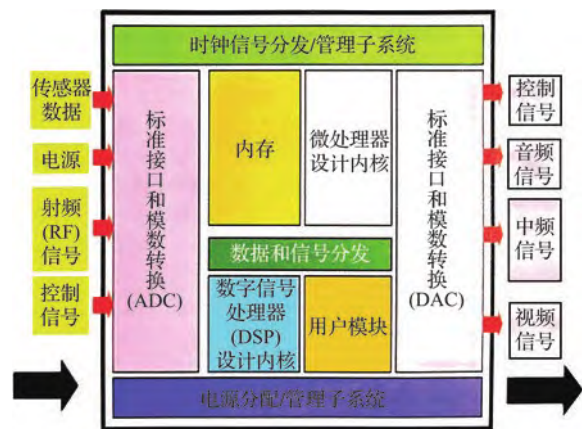 时钟信号分发/管理子系统
传感器
数据
电源
射频
(RF)
信号
控制
信号
标准接口和模数转换
(ADC)
内存
微处理器
设计内核
数据和信号分发
数字信号
处理器
(DSP)
设计内核
用户模块
标准接口和模数转换
(DAC)
控制
信号
音频
信号
中频
信号
视频
信号
电源分配/管理子系统